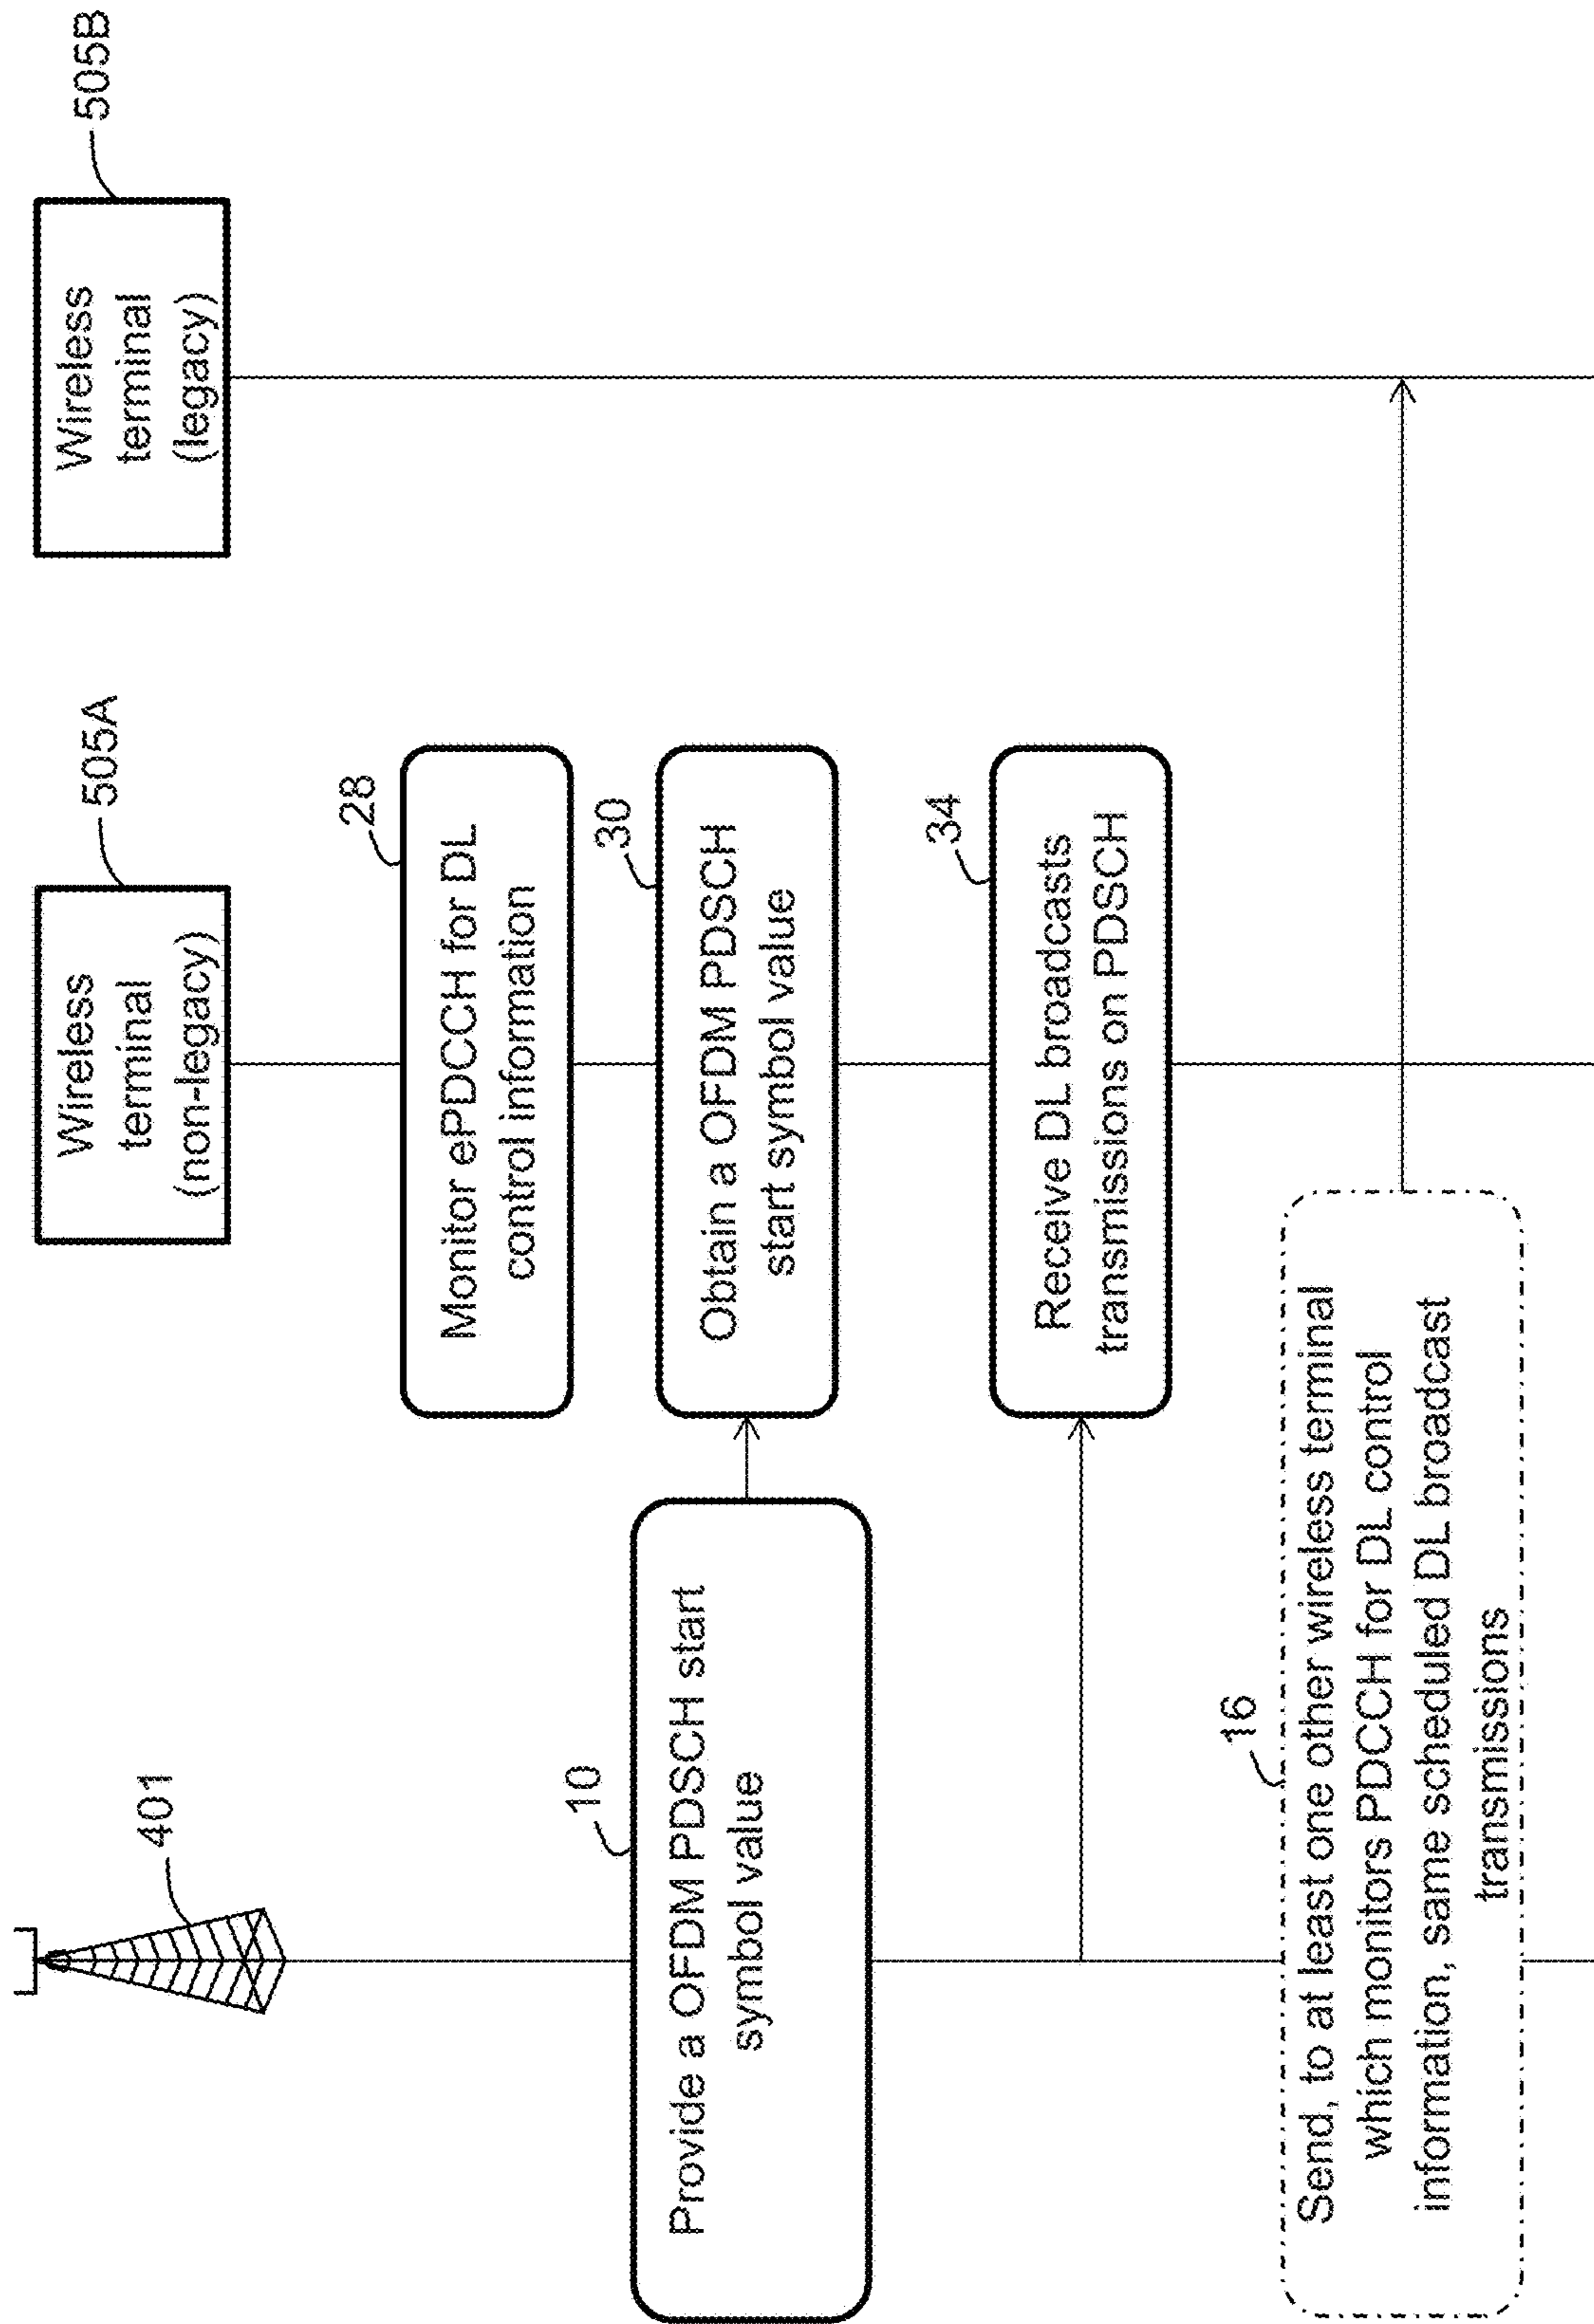 401
Wireless
terminal
(non-legacy)
505A
Wireless
terminal
(legacy)
505B
28
Monitor ePDCCH for DL
control information
10
Provide a OFDM PDSCH start
symbol value
30
Obtain a OFDM PDSCH
start symbol value
34
Receive DL broadcasts
transmissions on PDSCH
16
Send, to at least one other wireless terminal
which monitors PDCCH for DL control
information, same scheduled DL broadcast
transmissions